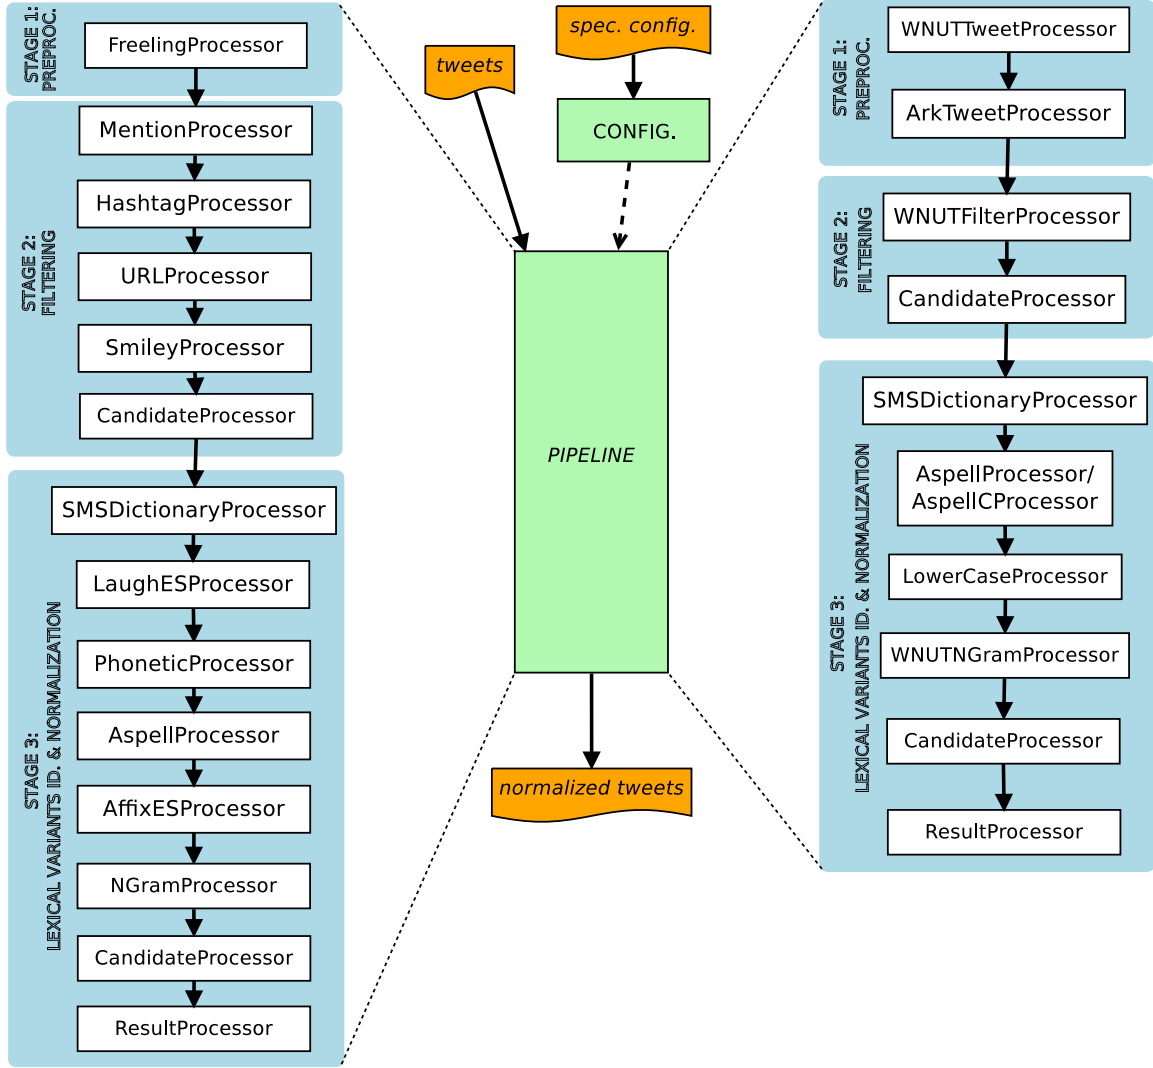 STAGE 1:
PREPROC.
FreelingProcessor
STAGE 2:
FILTERING
MentionProcessor
HashtagProcessor
URLProcessor
SmileyProcessor
CandidateProcessor
STAGE 3:
LEXICAL VARIANTS ID. & NORMALIZATION
SMSDictionaryProcessor
LaughESProcessor
PhoneticProcessor
AspellProcessor
AffixESProcessor
NGramProcessor
CandidateProcessor
ResultProcessor
tweets
spec. config.
CONFIG.
PIPELINE
normalized tweets
STAGE 1:
PREPROC.
WNUTTweetProcessor
ArkTweetProcessor
STAGE 2:
FILTERING
WNUTFilterProcessor
CandidateProcessor
STAGE 3:
LEXICAL VARIANTS ID. & NORMALIZATION
SMSDictionaryProcessor
AspellProcessor/
AspellCProcessor
LowerCaseProcessor
WNUTNGramProcessor
CandidateProcessor
ResultProcessor